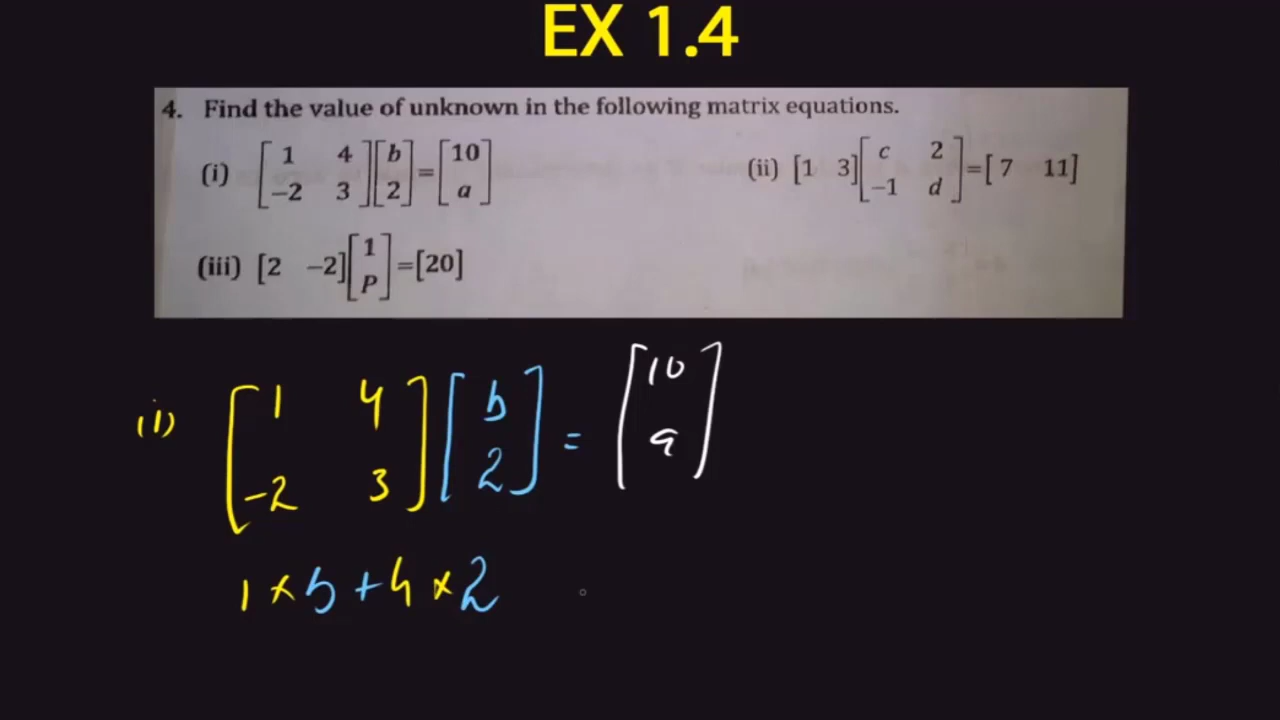 EX 1.4
4. Find the value of unknown in the following matrix equations.
(i) [1 4 −2 3][b 2]=[10 a]
(ii) [1 3][c 2 −1 d]=[7 11]
(iii) [2 −2][1 P]=[20]
(i) [1 4 −2 3][b 2] = [10 a]
1 × b + 4 × 2